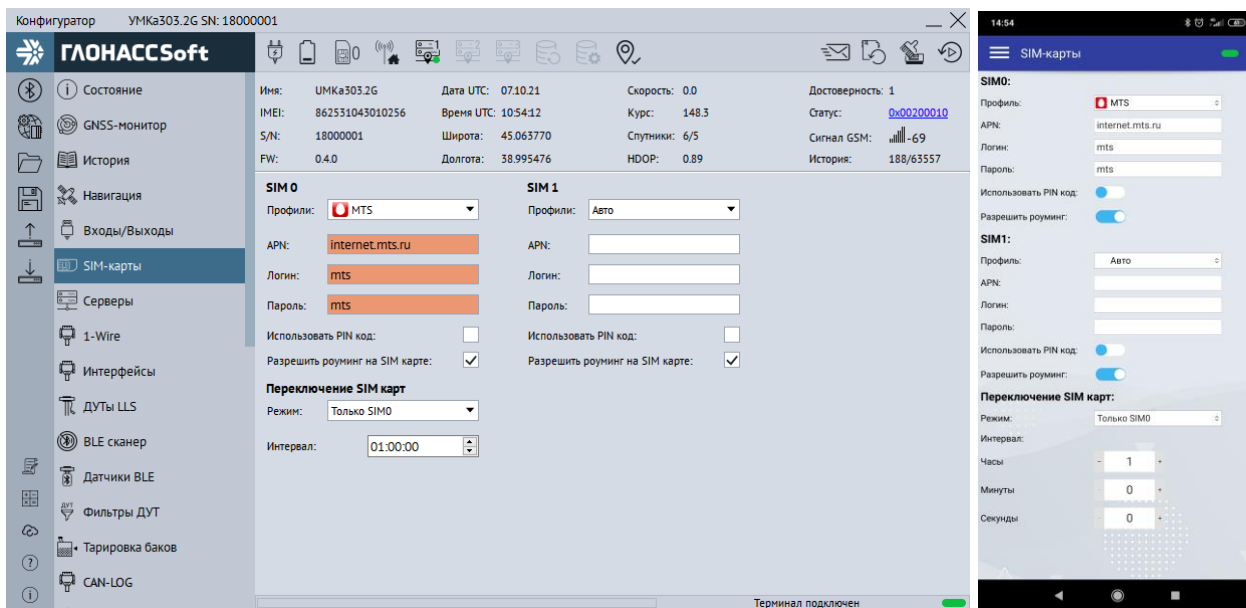 Конфигуратор УМКа303.2G SN: 18000001
ГЛОНАССSoft
Состояние
GNSS-монитор
История
Навигация
Входы/Выходы
SIM-карты
Серверы
1-Wire
Интерфейсы
ДУТы LLS
BLE сканер
Датчики BLE
Фильтры ДУТ
Тарировка баков
CAN-LOG
Имя: UMKa303.2G Дата UTC: 07.10.21 Скорость: 0.0 Достоверность: 1
IMEI: 862531043010256 Время UTC: 10:54:12 Курс: 148.3 Статус: 0x00200010
S/N: 18000001 Широта: 45.063770 Спутники: 6/5 Сигнал GSM: -69
FW: 0.4.0 Долгота: 38.995476 HDOP: 0.89 История: 188/63557
SIM 0 SIM 1
Профили: MTS Профили: Авто
APN: internet.mts.ru APN:
Логин: mts Логин:
Пароль: mts Пароль:
Использовать PIN код: Использовать PIN код:
Разрешить роуминг на SIM карте: Разрешить роуминг на SIM карте:
Переключение SIM карт
Режим: Только SIM0
Интервал: 01:00:00
Терминал подключен
14:54
SIM-карты
SIM0:
Профиль: MTS
APN: internet.mts.ru
Логин: mts
Пароль: mts
Использовать PIN код:
Разрешить роуминг:
SIM1:
Профиль: Авто
APN:
Логин:
Пароль:
Использовать PIN код:
Разрешить роуминг:
Переключение SIM карт:
Режим: Только SIM0
Интервал:
Часы - 1 +
Минуты - 0 +
Секунды - 0 +